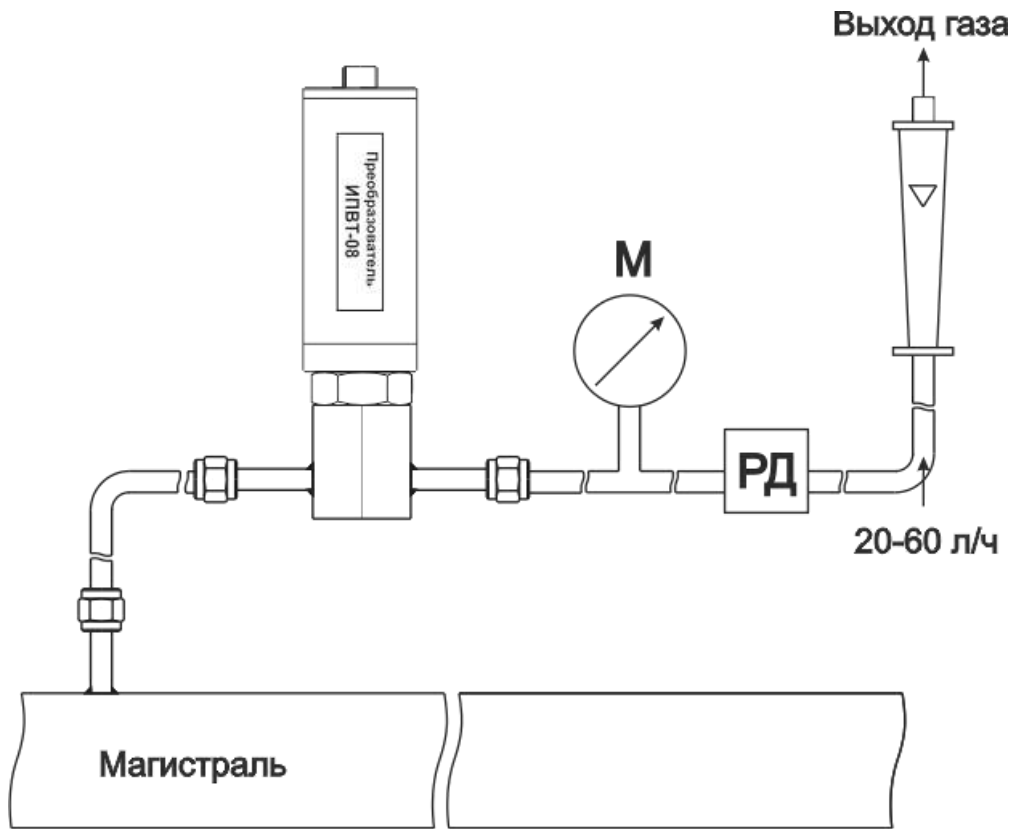 Выход газа
Преобразователь
ИПВТ-08
М
РД
20-60 л/ч
Магистраль